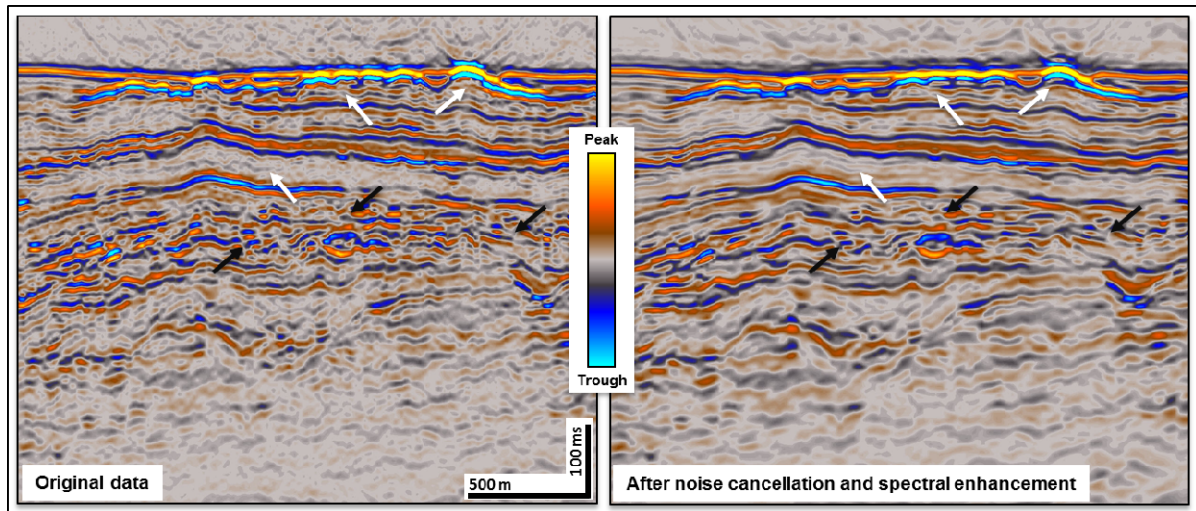 Peak
Trough
100 ms
500 m
Original data
After noise cancellation and spectral enhancement